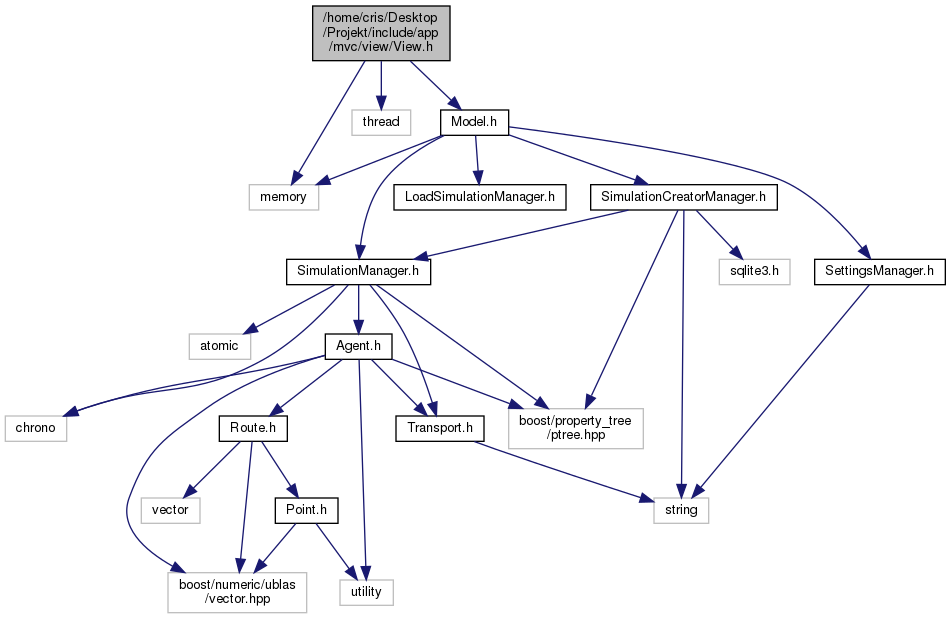 /home/cris/Desktop
/Projekt/include/app
/mvc/view/View.h
thread
Model.h
memory
LoadSimulationManager.h
SimulationCreatorManager.h
SimulationManager.h
sqlite3.h
SettingsManager.h
atomic
Agent.h
chrono
Route.h
Transport.h
boost/property_tree
/ptree.hpp
vector
Point.h
string
boost/numeric/ublas
/vector.hpp
utility